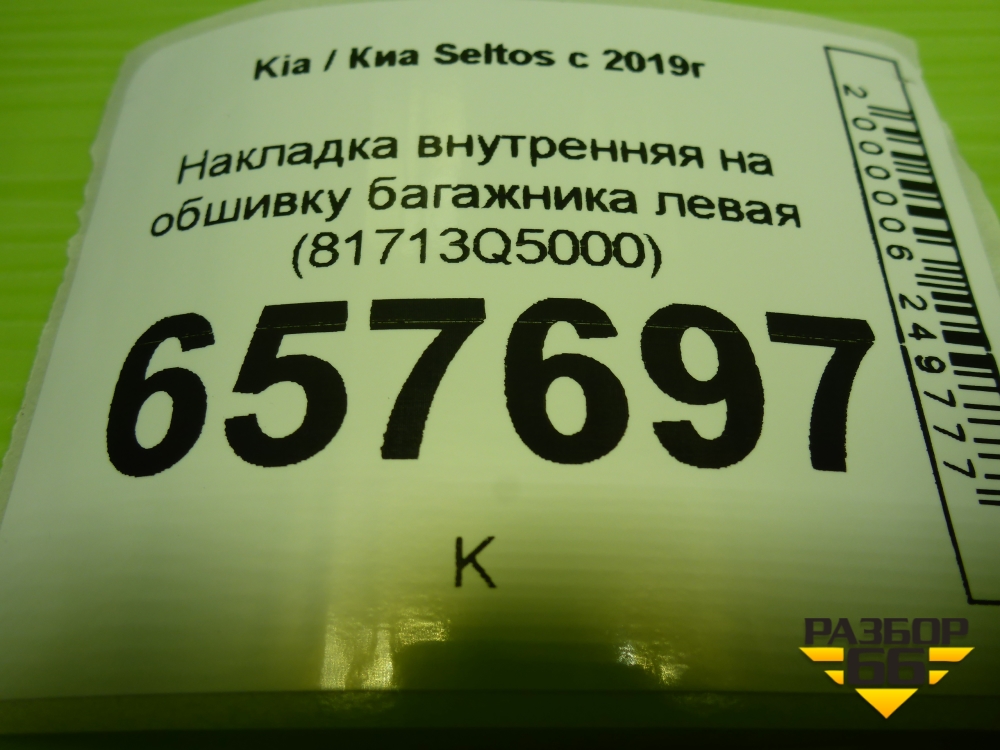 Kia / Киа Seltos с 2019г
Накладка внутренняя на
обшивку багажника левая
(81713Q5000)
657697
К
2000006249777
РАЗБОР
66